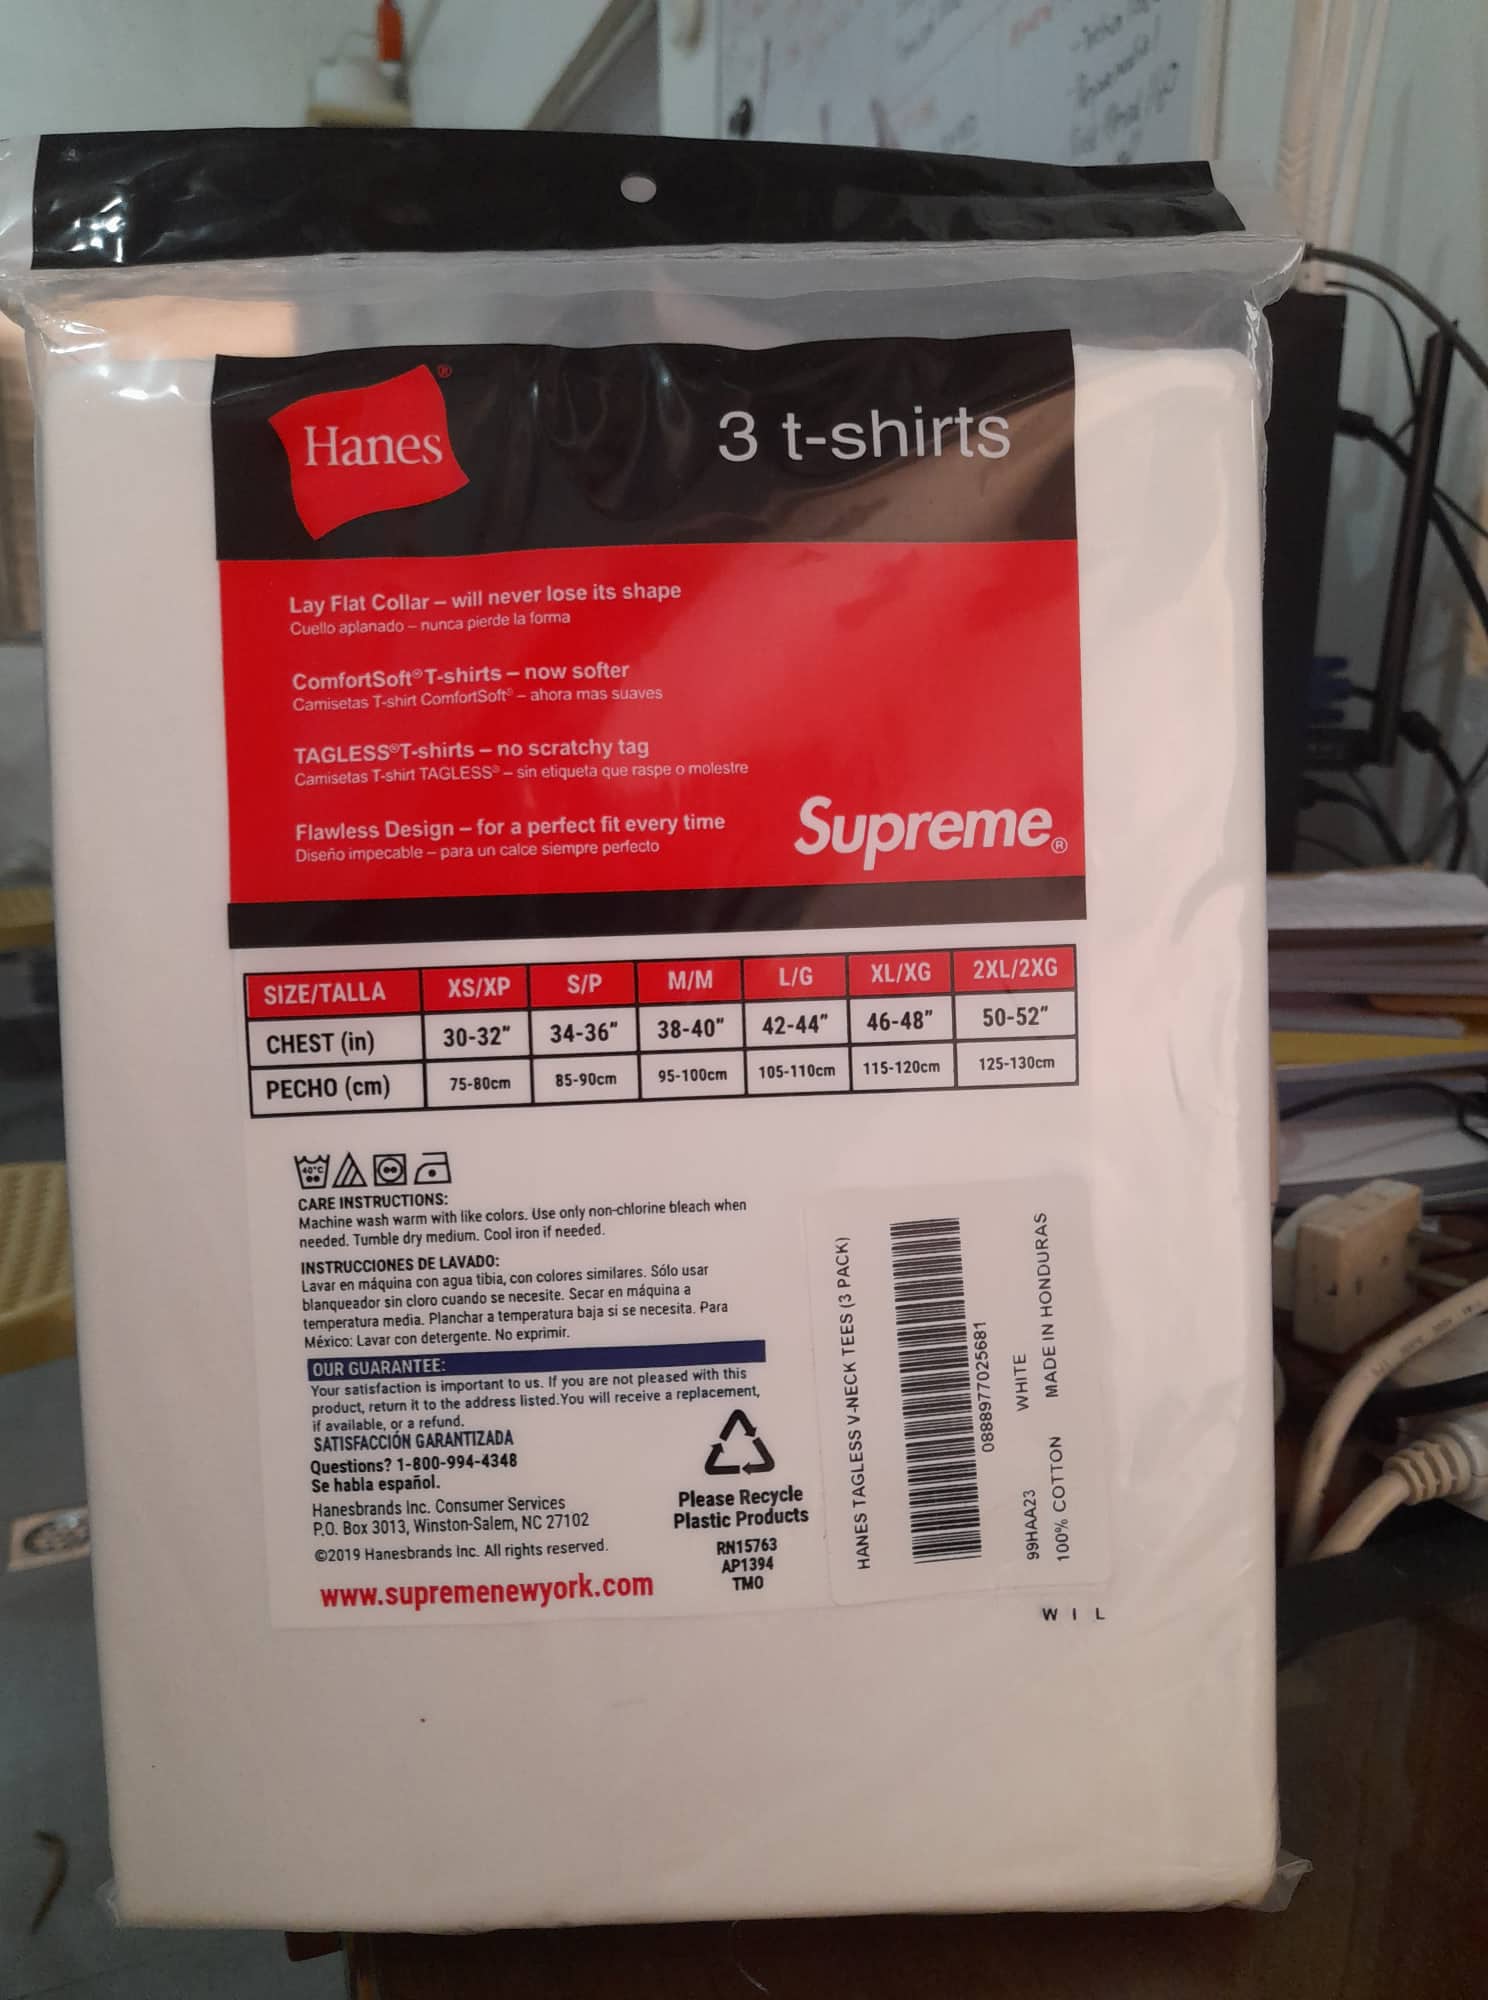 Hanes®
3 t-shirts
Lay Flat Collar – will never lose its shape
Cuello aplanado – nunca pierde la forma
ComfortSoft® T-shirts – now softer
Camisetas T-shirt ComfortSoft® – ahora mas suaves
TAGLESS® T-shirts – no scratchy tag
Camisetas T-shirt TAGLESS® – sin etiqueta que raspe o molestre
Flawless Design – for a perfect fit every time
Diseño impecable – para un calce siempre perfecto
Supreme®
SIZE/TALLA XS/XP S/P M/M L/G XL/XG 2XL/2XG
CHEST (in) 30-32" 34-36" 38-40" 42-44" 46-48" 50-52"
PECHO (cm) 75-80cm 85-90cm 95-100cm 105-110cm 115-120cm 125-130cm
40°C
CARE INSTRUCTIONS:
Machine wash warm with like colors. Use only non-chlorine bleach when
needed. Tumble dry medium. Cool iron if needed.
INSTRUCCIONES DE LAVADO:
Lavar en máquina con agua tibia, con colores similares. Sólo usar
blanqueador sin cloro cuando se necesite. Secar en máquina a
temperatura media. Planchar a temperatura baja si se necesita. Para
México: Lavar con detergente. No exprimir.
OUR GUARANTEE:
Your satisfaction is important to us. If you are not pleased with this
product, return it to the address listed.You will receive a replacement,
if available, or a refund.
SATISFACCIÓN GARANTIZADA
Questions? 1-800-994-4348
Se habla español.
Hanesbrands Inc. Consumer Services
P.O. Box 3013, Winston-Salem, NC 27102
©2019 Hanesbrands Inc. All rights reserved.
www.supremenewyork.com
Please Recycle
Plastic Products
RN15763
AP1394
TMO
HANES TAGLESS V-NECK TEES (3 PACK)
0888977025681
99HAA23 WHITE
100% COTTON MADE IN HONDURAS
W I L